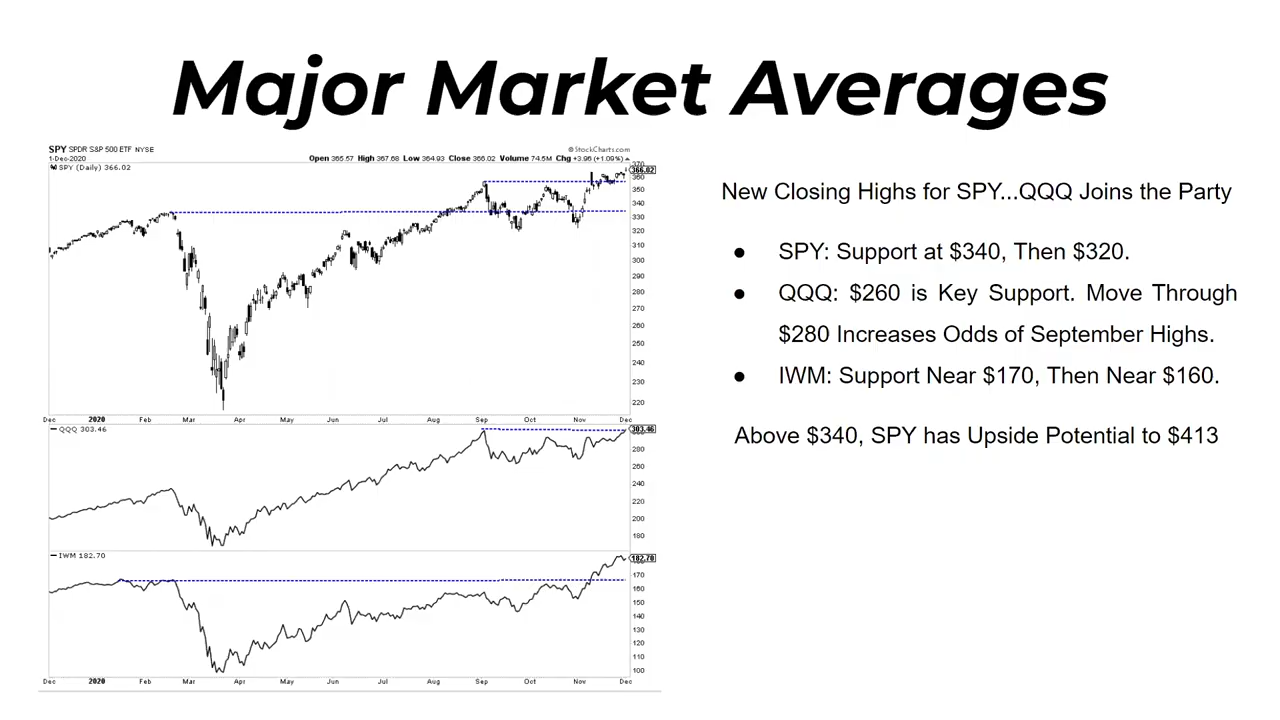 Major Market Averages
SPY SPDR S&P 500 ETF NYSE
© StockCharts.com
1-Dec-2020
Open 365.57 High 367.68 Low 364.93 Close 366.02 Volume 74.5M Chg +3.96 (+1.09%)
SPY (Daily) 366.02
370
366.02
360
350
340
330
320
310
300
290
280
270
260
250
240
230
220
Dec 2020 Feb Mar Apr May Jun Jul Aug Sep Oct Nov Dec
QQQ 303.46
303.46
280
260
240
220
200
180
IWM 182.70
182.70
170
160
150
140
130
120
110
100
Dec 2020 Feb Mar Apr May Jun Jul Aug Sep Oct Nov Dec
New Closing Highs for SPY...QQQ Joins the Party
● SPY: Support at $340, Then $320.
● QQQ: $260 is Key Support. Move Through
$280 Increases Odds of September Highs.
● IWM: Support Near $170, Then Near $160.
Above $340, SPY has Upside Potential to $413